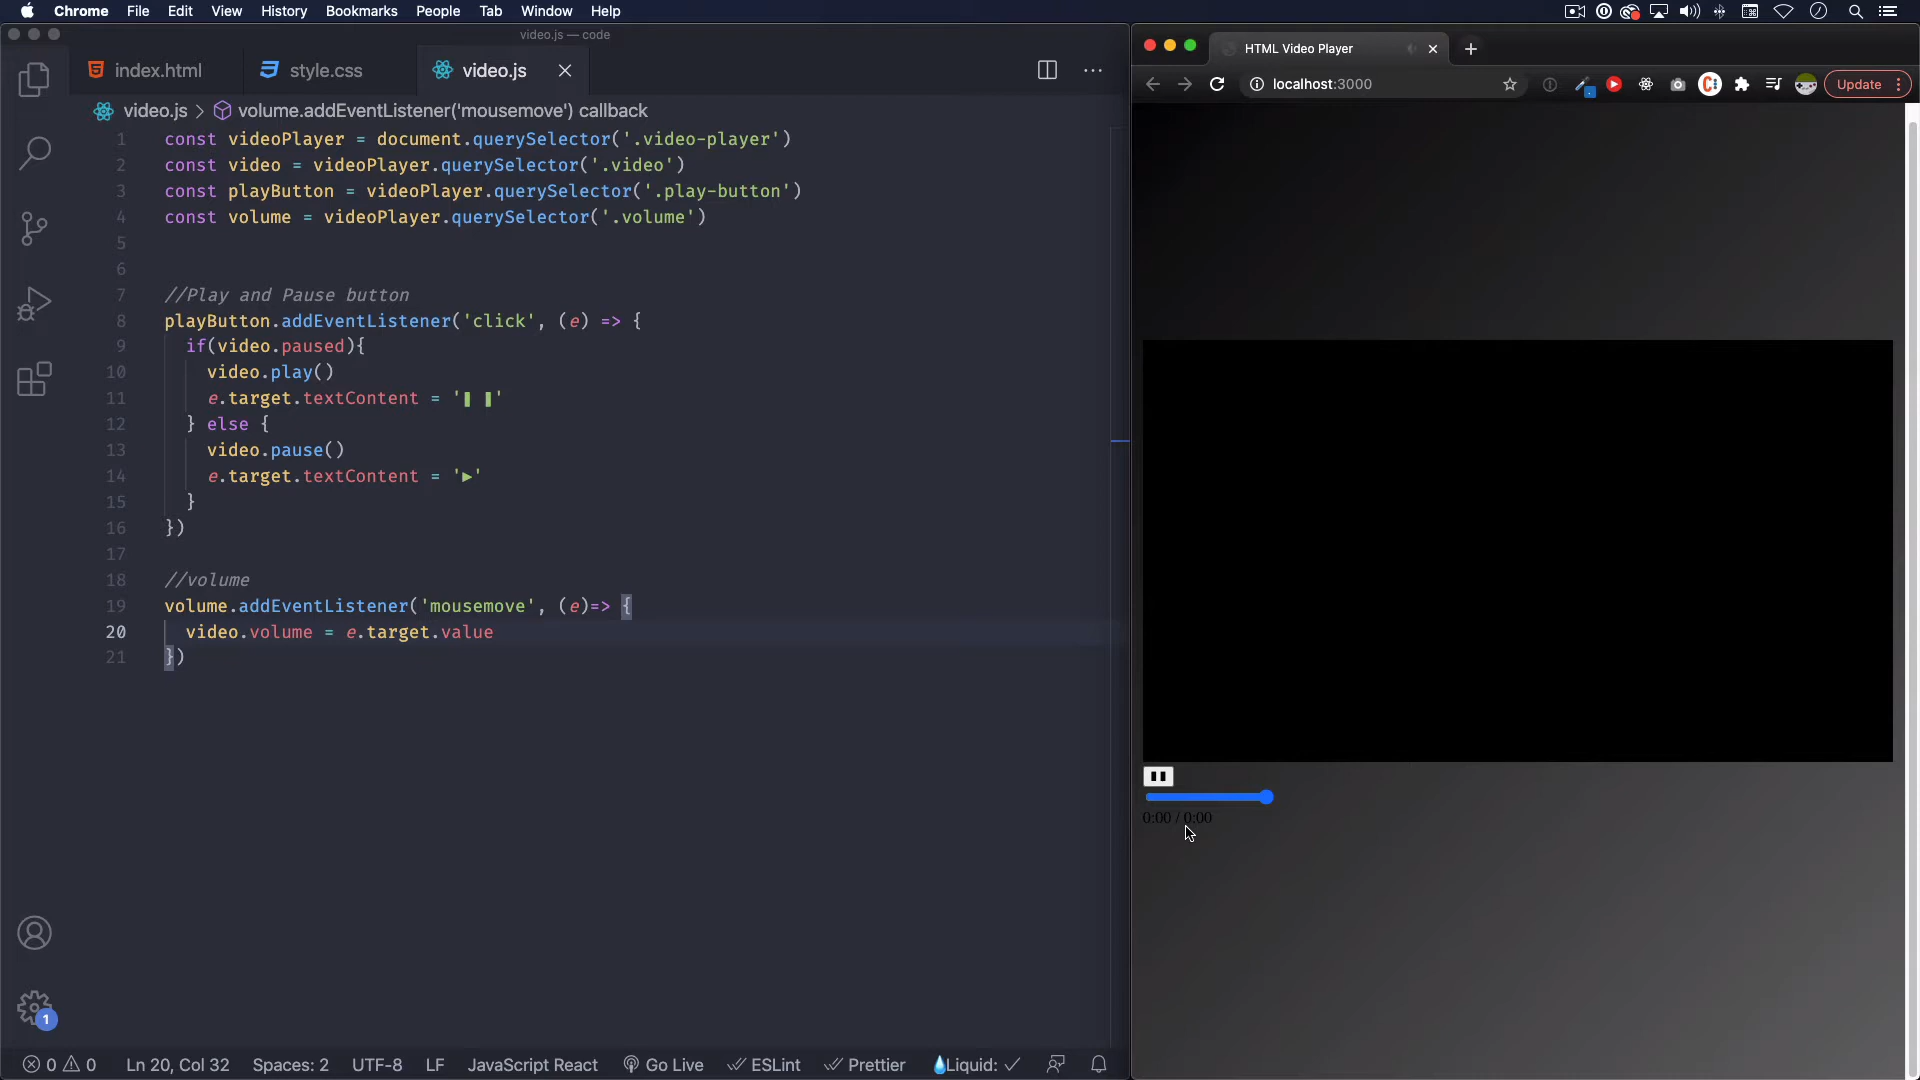 Chrome File Edit View History Bookmarks People Tab Window Help
video.js — code
index.html style.css video.js
video.js > volume.addEventListener('mousemove') callback
1 const videoPlayer = document.querySelector('.video-player')
2 const video = videoPlayer.querySelector('.video')
3 const playButton = videoPlayer.querySelector('.play-button')
4 const volume = videoPlayer.querySelector('.volume')
5
6
7 //Play and Pause button
8 playButton.addEventListener('click', (e) => {
9 if(video.paused){
10 video.play()
11 e.target.textContent = '❚ ❚'
12 } else {
13 video.pause()
14 e.target.textContent = '►'
15 }
16 })
17
18 //volume
19 volume.addEventListener('mousemove', (e)=> {
20 video.volume = e.target.value
21 })
1
0 0 Ln 20, Col 32 Spaces: 2 UTF-8 LF JavaScript React Go Live ESLint Prettier Liquid: ✓
HTML Video Player
localhost:3000
Update
0:00 / 0:00